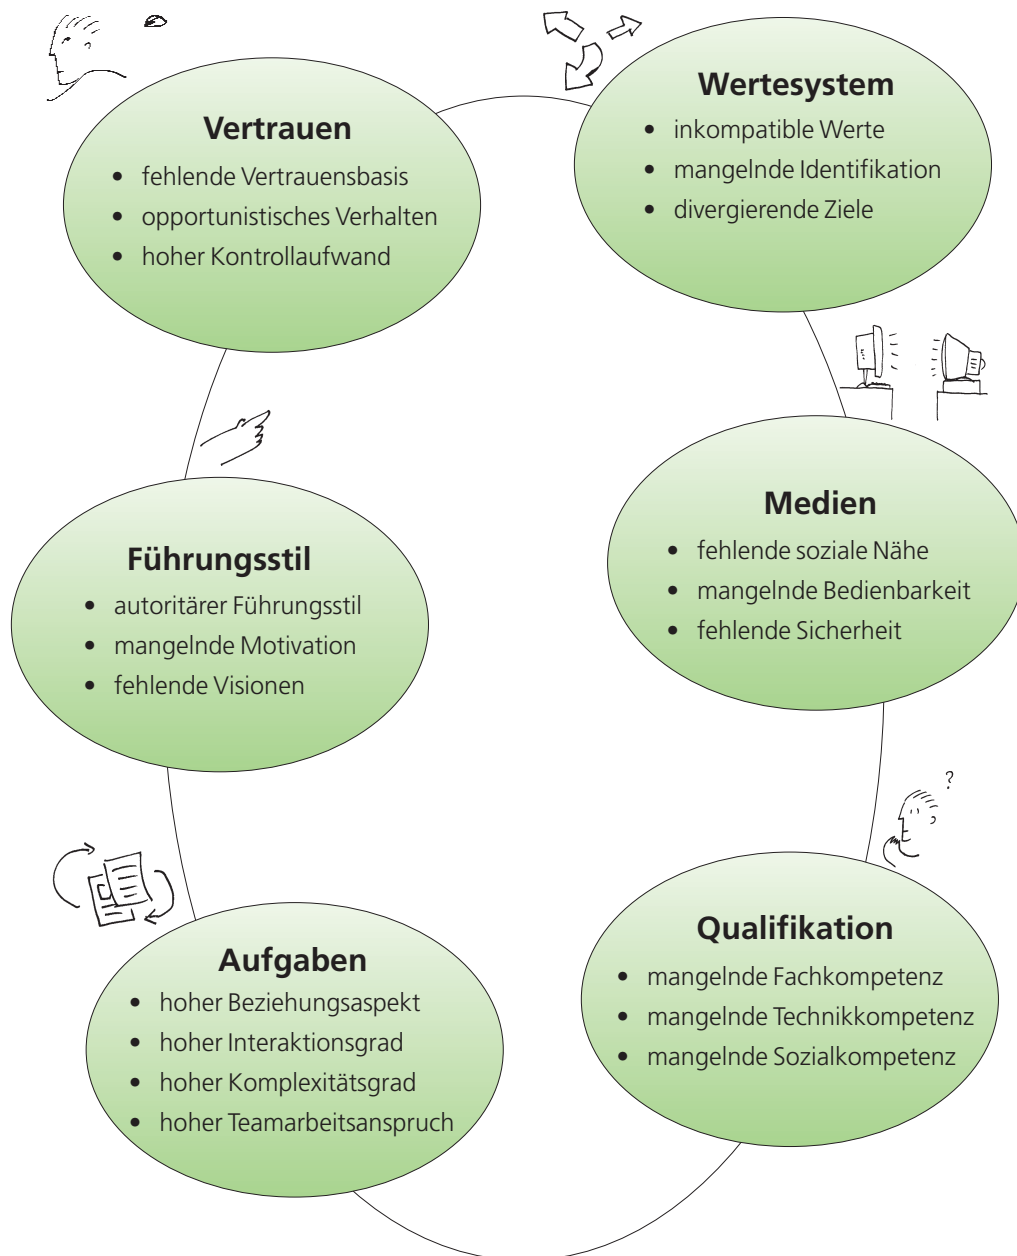 Vertrauen
• fehlende Vertrauensbasis
• opportunistisches Verhalten
• hoher Kontrollaufwand
Wertesystem
• inkompatible Werte
• mangelnde Identifikation
• divergierende Ziele
Führungsstil
• autoritärer Führungsstil
• mangelnde Motivation
• fehlende Visionen
Medien
• fehlende soziale Nähe
• mangelnde Bedienbarkeit
• fehlende Sicherheit
?
Aufgaben
• hoher Beziehungsaspekt
• hoher Interaktionsgrad
• hoher Komplexitätsgrad
• hoher Teamarbeitsanspruch
Qualifikation
• mangelnde Fachkompetenz
• mangelnde Technikkompetenz
• mangelnde Sozialkompetenz